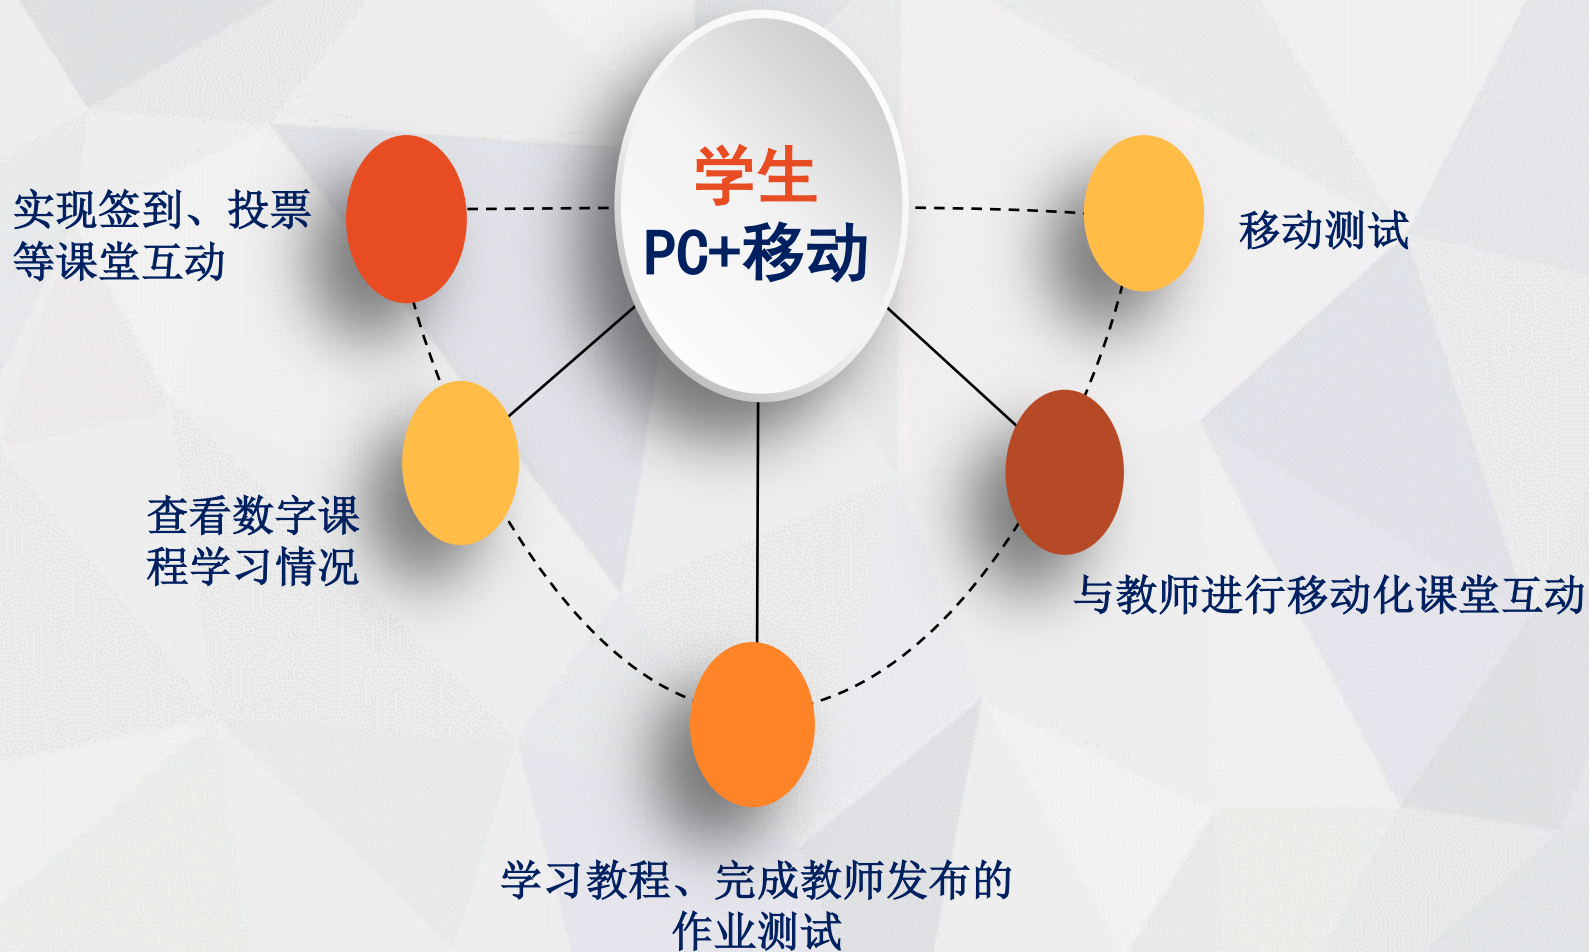 学生
PC+移动
实现签到、投票
等课堂互动
移动测试
查看数字课
程学习情况
与教师进行移动化课堂互动
学习教程、完成教师发布的
作业测试